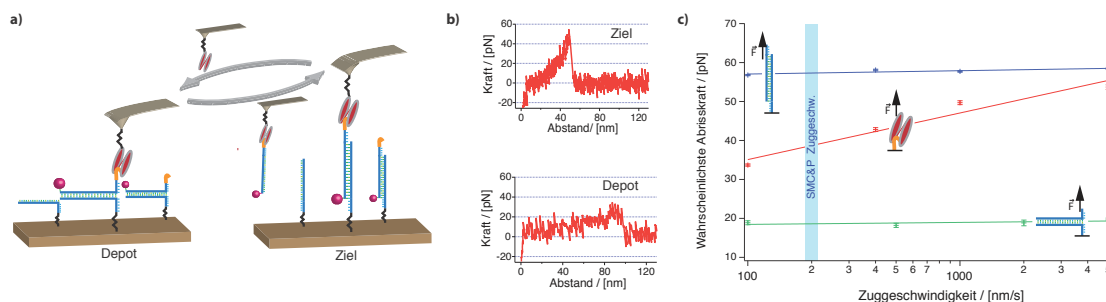 a)
Depot
Ziel
b)
Ziel
60
40
20
0
-20
Kraft / [pN]
0
40
80
120
Abstand/ [nm]
Depot
60
40
20
0
-20
Kraft / [pN]
0
40
80
120
Abstand / [nm]
c)
Wahrscheinlichste Abrisskraft / [pN]
70
60
50
40
30
20
10
F
F
F
SMC&P Zuggeschw.
100
2
3
4
5
6
7
1000
2
3
4
Zuggeschwindigkeit / [nm/s]